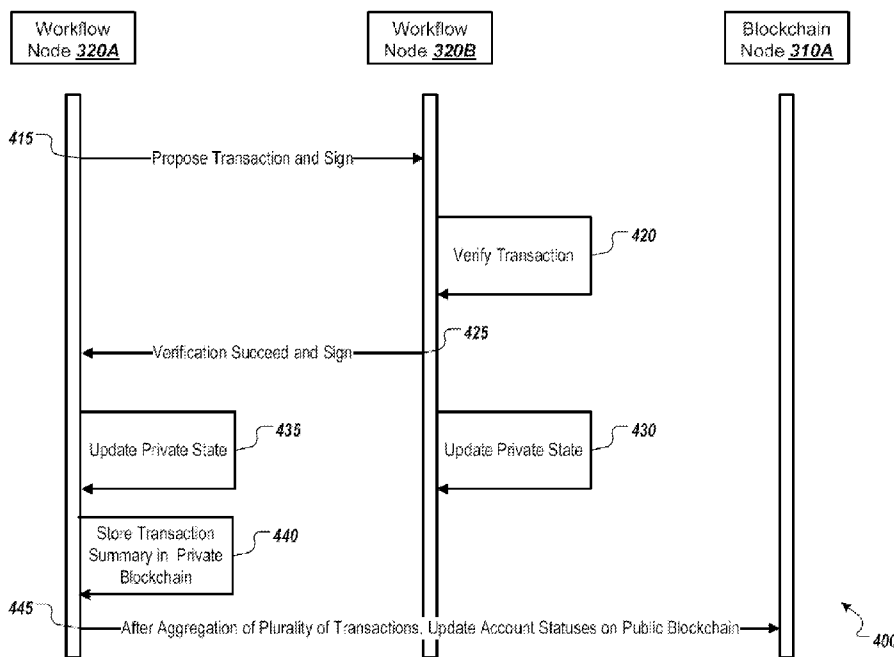 Workflow
Node 320A
Workflow
Node 320B
Blockchain
Node 310A
415
Propose Transaction and Sign
Verify Transaction
420
425
Verification Succeed and Sign
Update Private State
435
Update Private State
430
Store Transaction
Summary in Private
Blockchain
440
445
After Aggregation of Plurality of Transactions, Update Account Statuses on Public Blockchain
400